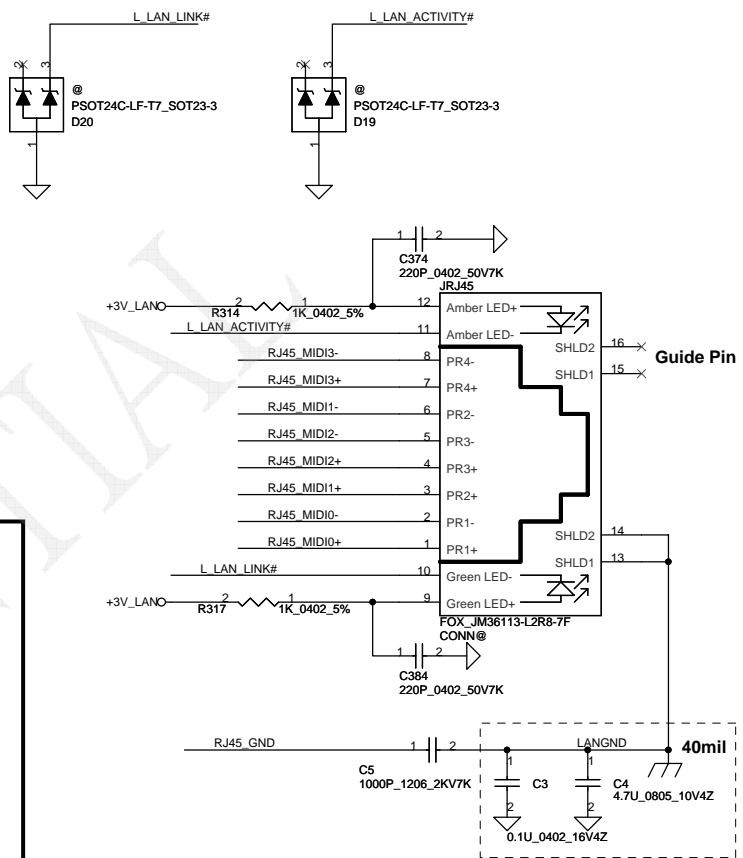 L_LAN_LINK#
L_LAN_ACTIVITY#
2 3
2 3
@
PSOT24C-LF-T7_SOT23-3
D20
@
PSOT24C-LF-T7_SOT23-3
D19
1
1
1 2
C374
220P_0402_50V7K
JRJ45
+3V_LAN
2 1
R314
1K_0402_5%
12 Amber LED+
L_LAN_ACTIVITY#
11 Amber LED-
SHLD2 16
Guide Pin
RJ45_MIDI3- 8 PR4-
SHLD1 15
RJ45_MIDI3+ 7 PR4+
RJ45_MIDI1- 6 PR2-
RJ45_MIDI2- 5 PR3-
RJ45_MIDI2+ 4 PR3+
RJ45_MIDI1+ 3 PR2+
RJ45_MIDI0- 2 PR1-
SHLD2 14
RJ45_MIDI0+ 1 PR1+
SHLD1 13
L_LAN_LINK# 10 Green LED-
+3V_LAN
2 1
R317
1K_0402_5%
9 Green LED+
FOX_JM36113-L2R8-7F
CONN@
1 2
C384
220P_0402_50V7K
RJ45_GND
1 2
C5
1000P_1206_2KV7K
LANGND
40mil
1
C3
2
0.1U_0402_16V4Z
1
C4
4.7U_0805_10V4Z
2
TIAL